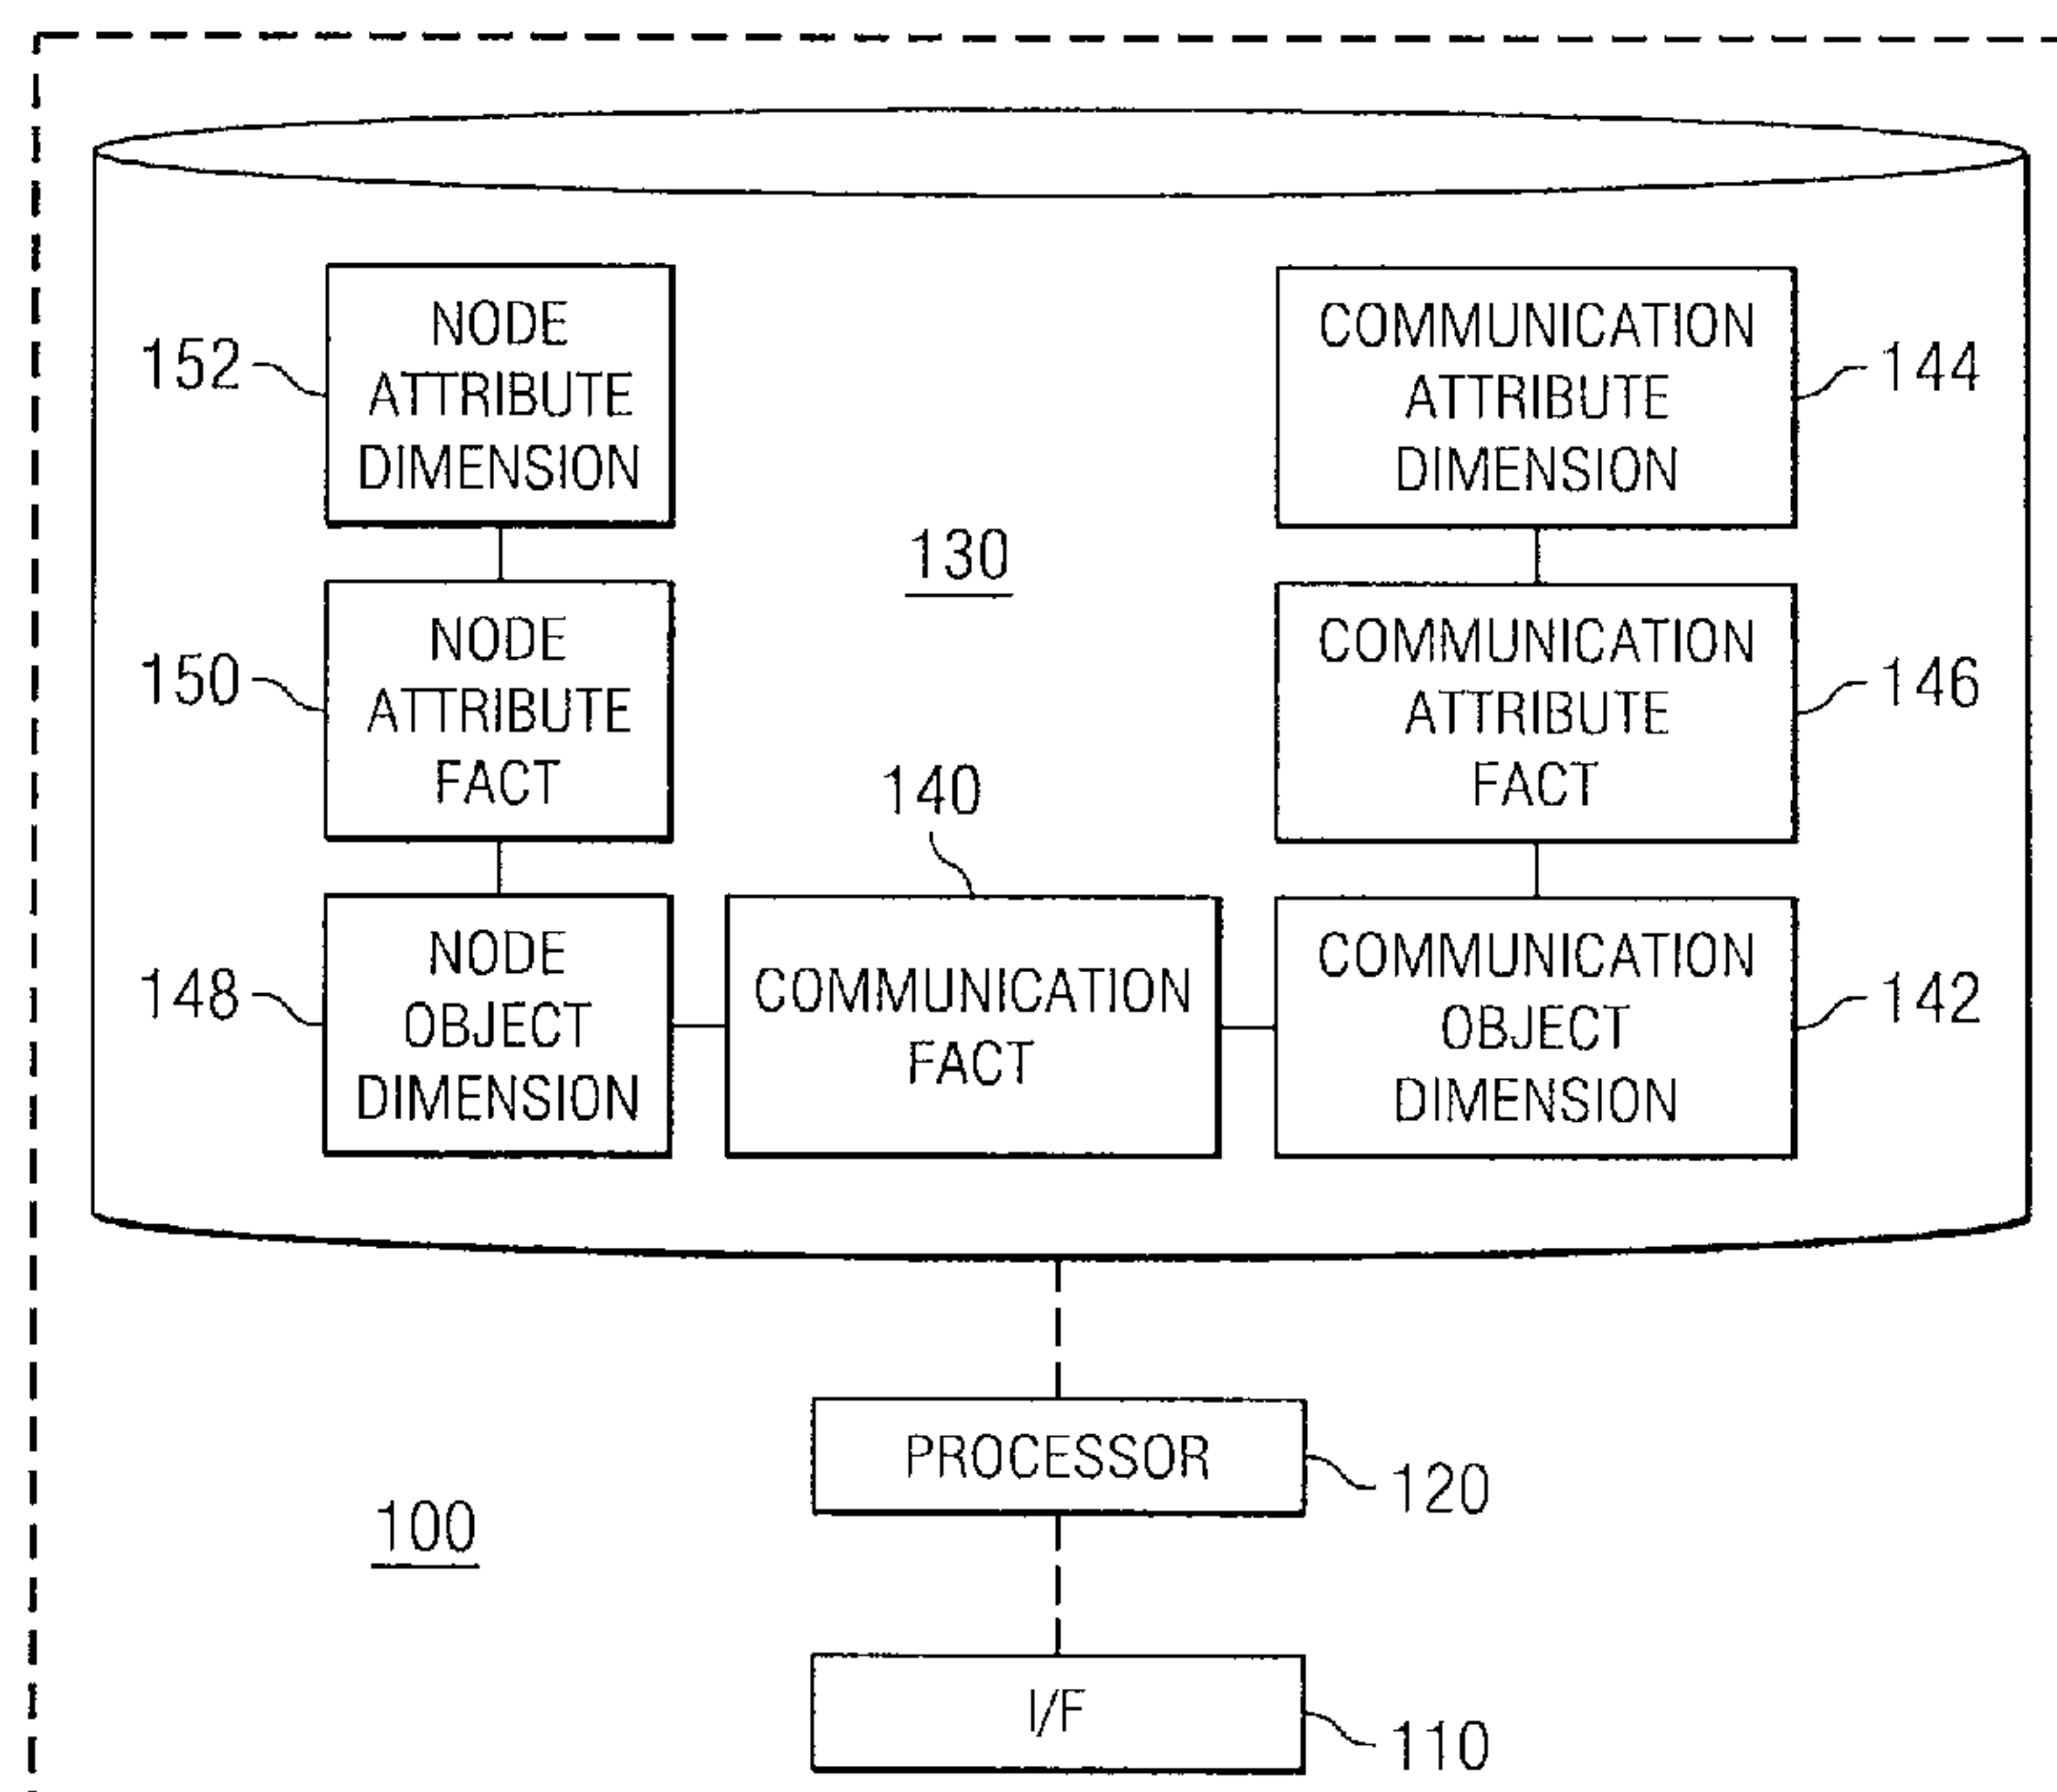 152
NODE
ATTRIBUTE
DIMENSION
COMMUNICATION
ATTRIBUTE
DIMENSION
144
130
150
NODE
ATTRIBUTE
FACT
COMMUNICATION
ATTRIBUTE
FACT
146
140
148
NODE
OBJECT
DIMENSION
COMMUNICATION
FACT
COMMUNICATION
OBJECT
DIMENSION
142
PROCESSOR
120
100
I/F
110